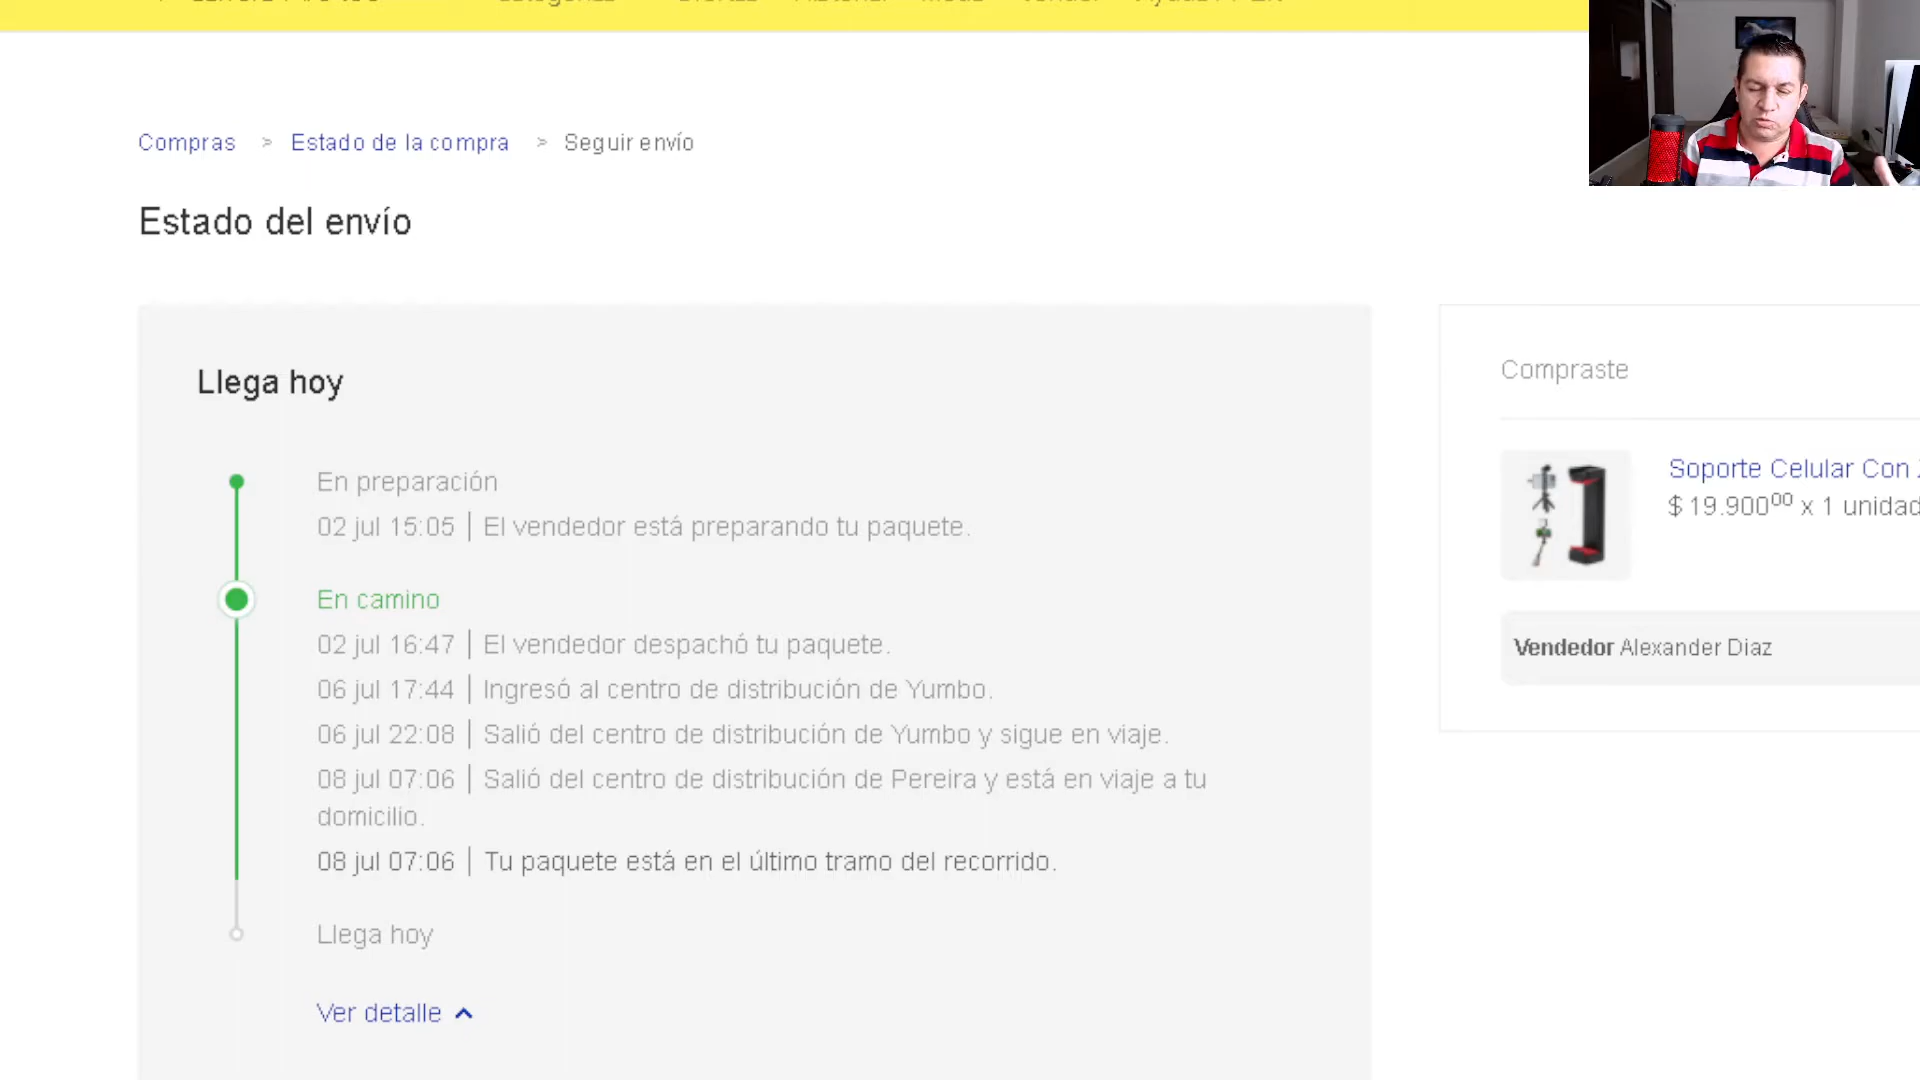 Compras > Estado de la compra > Seguir envío
Estado del envío
Llega hoy
En preparación
02 jul 15:05 | El vendedor está preparando tu paquete.
En camino
02 jul 16:47 | El vendedor despachó tu paquete.
06 jul 17:44 | Ingresó al centro de distribución de Yumbo.
06 jul 22:08 | Salió del centro de distribución de Yumbo y sigue en viaje.
08 jul 07:06 | Salió del centro de distribución de Pereira y está en viaje a tu
domicilio.
08 jul 07:06 | Tu paquete está en el último tramo del recorrido.
Llega hoy
Ver detalle
Compraste
Soporte Celular Con
$ 19.900⁰⁰ x 1 unidad
Vendedor Alexander Diaz